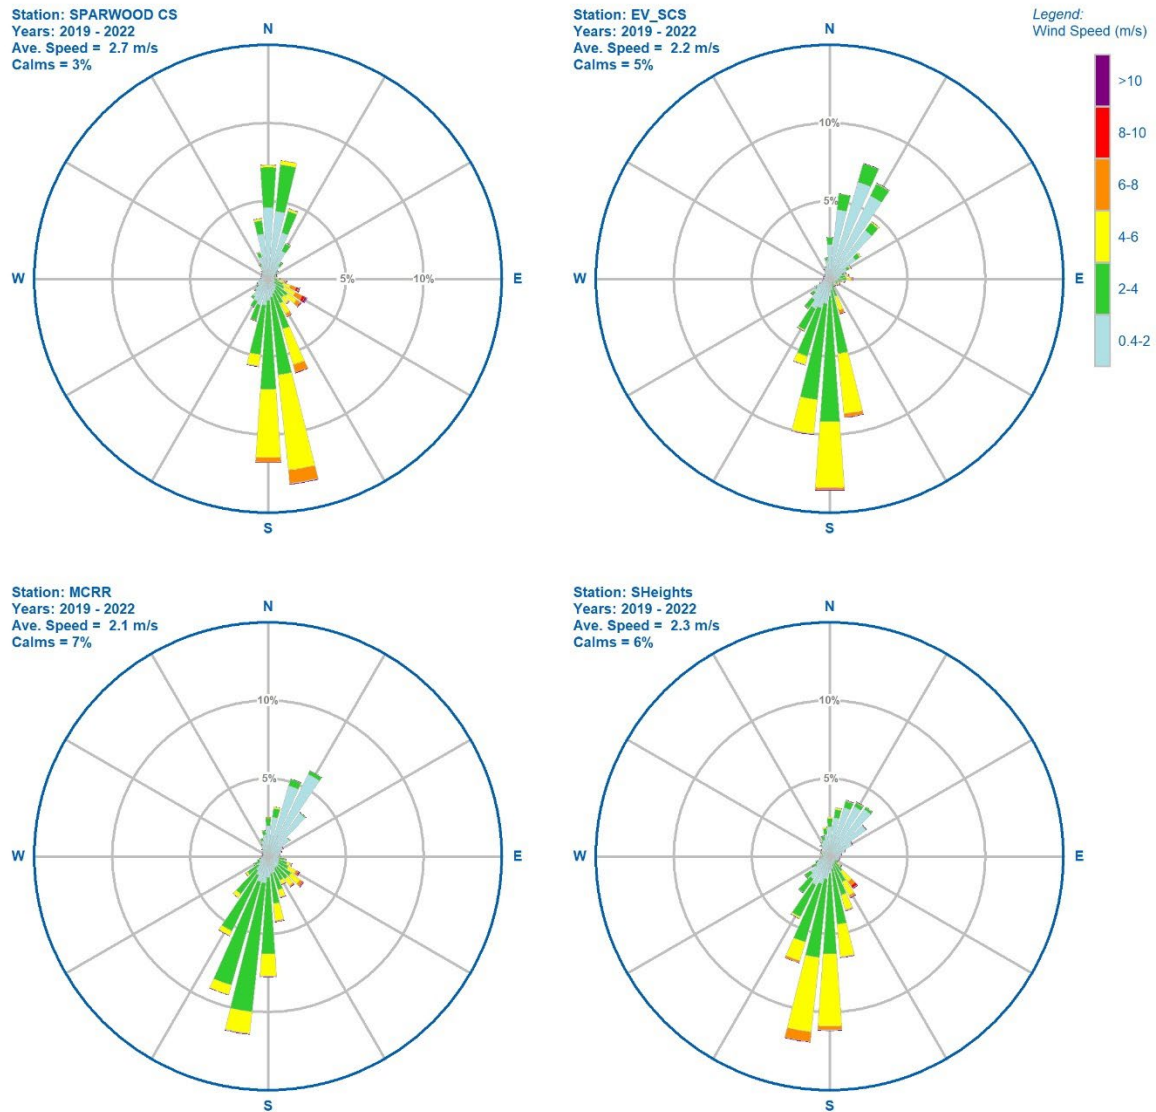 Station: SPARWOOD CS
Years: 2019 - 2022
Ave. Speed = 2.7 m/s
Calms = 3%
N
W
5%
10%
E
S
Station: EV_SCS
Years: 2019 - 2022
Ave. Speed = 2.2 m/s
Calms = 5%
N
10%
5%
W
E
S
Legend:
Wind Speed (m/s)
>10
8-10
6-8
4-6
2-4
0.4-2
Station: MCRR
Years: 2019 - 2022
Ave. Speed = 2.1 m/s
Calms = 7%
N
10%
5%
W
E
S
Station: SHeights
Years: 2019 - 2022
Ave. Speed = 2.3 m/s
Calms = 6%
N
10%
5%
W
E
S